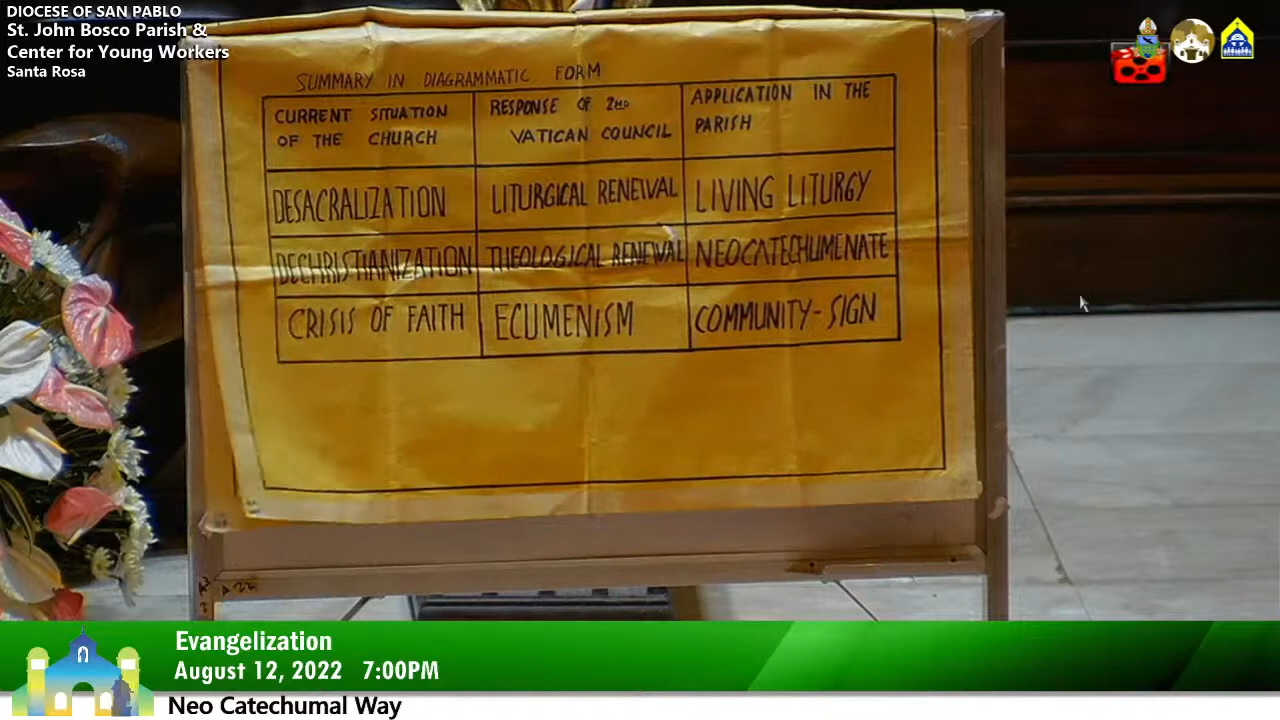 DIOCESE OF SAN PABLO
St. John Bosco Parish &
Center for Young Workers
Santa Rosa
SUMMARY IN DIAGRAMMATIC FORM
CURRENT SITUATION
OF THE CHURCH
RESPONSE OF 2ND
VATICAN COUNCIL
APPLICATION IN THE
PARISH
DESACRALIZATION
LITURGICAL RENEWAL
LIVING LITURGY
DECHRISTIANIZATION
THEOLOGICAL RENEWAL
NEOCATECHUMENATE
CRISIS OF FAITH
ECUMENISM
COMMUNITY-SIGN
Evangelization
August 12, 2022 7:00PM
Neo Catechumal Way